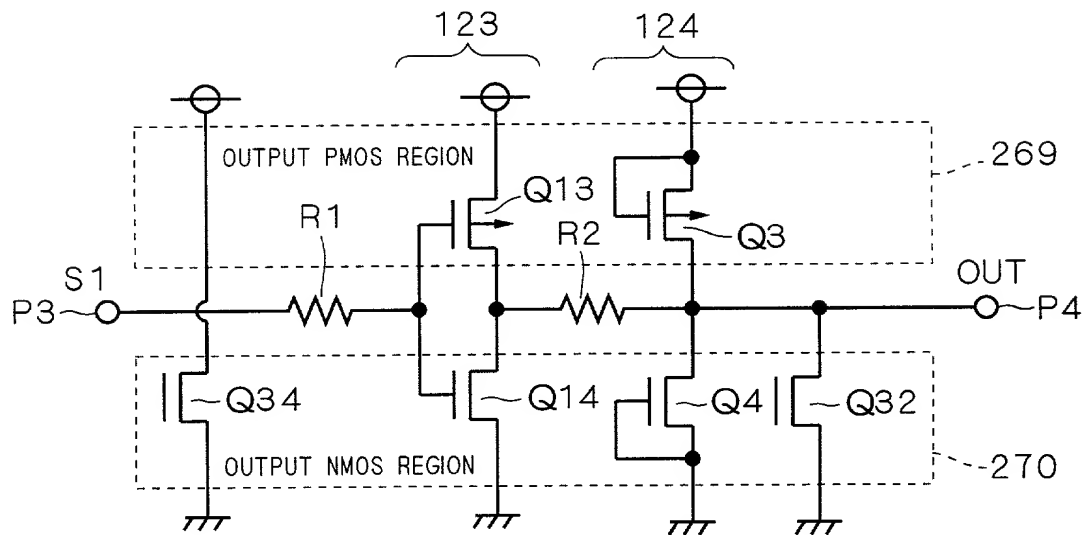 123
124
OUTPUT PMOS REGION
269
Q13
R1
R2
Q3
S1
OUT
P3
P4
Q34
Q14
Q4
Q32
OUTPUT NMOS REGION
270